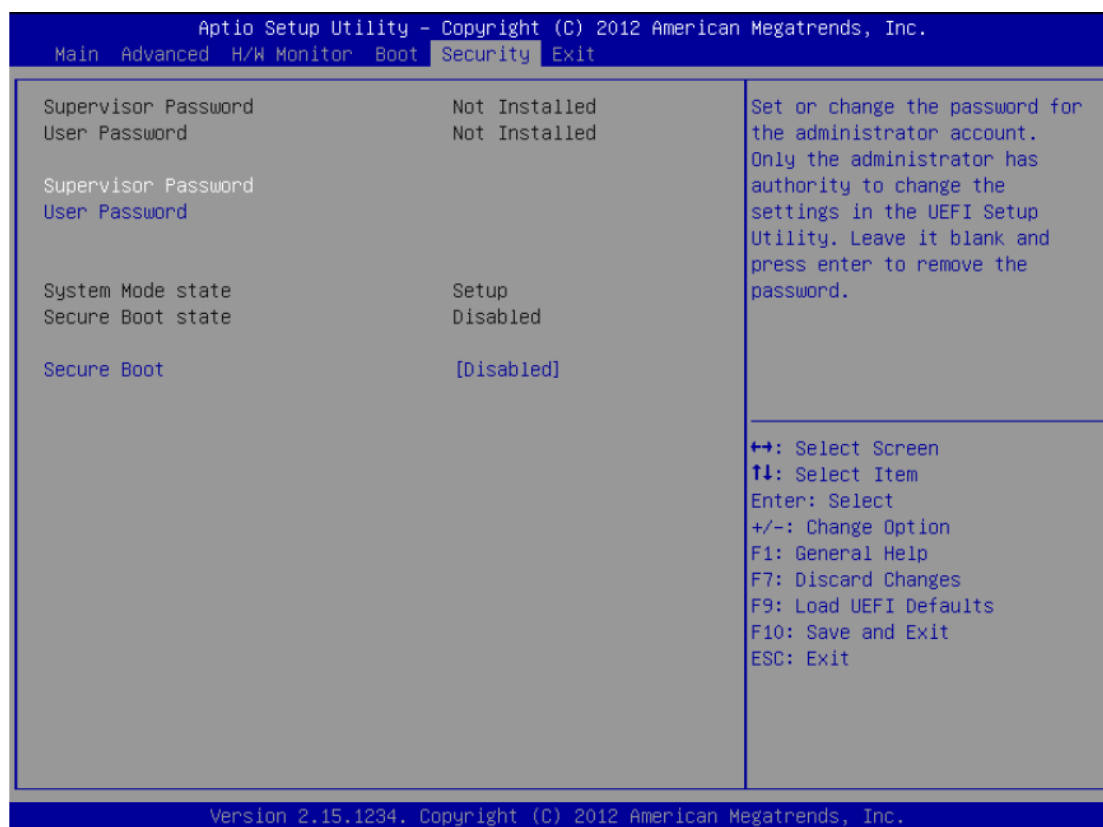 Aptio Setup Utility – Copyright (C) 2012 American Megatrends, Inc.
Main Advanced H/W Monitor Boot Security Exit
Supervisor Password Not Installed
User Password Not Installed
Supervisor Password
User Password
System Mode state Setup
Secure Boot state Disabled
Secure Boot [Disabled]
Set or change the password for
the administrator account.
Only the administrator has
authority to change the
settings in the UEFI Setup
Utility. Leave it blank and
press enter to remove the
password.
↔: Select Screen
↑↓: Select Item
Enter: Select
+/-: Change Option
F1: General Help
F7: Discard Changes
F9: Load UEFI Defaults
F10: Save and Exit
ESC: Exit
Version 2.15.1234. Copyright (C) 2012 American Megatrends, Inc.